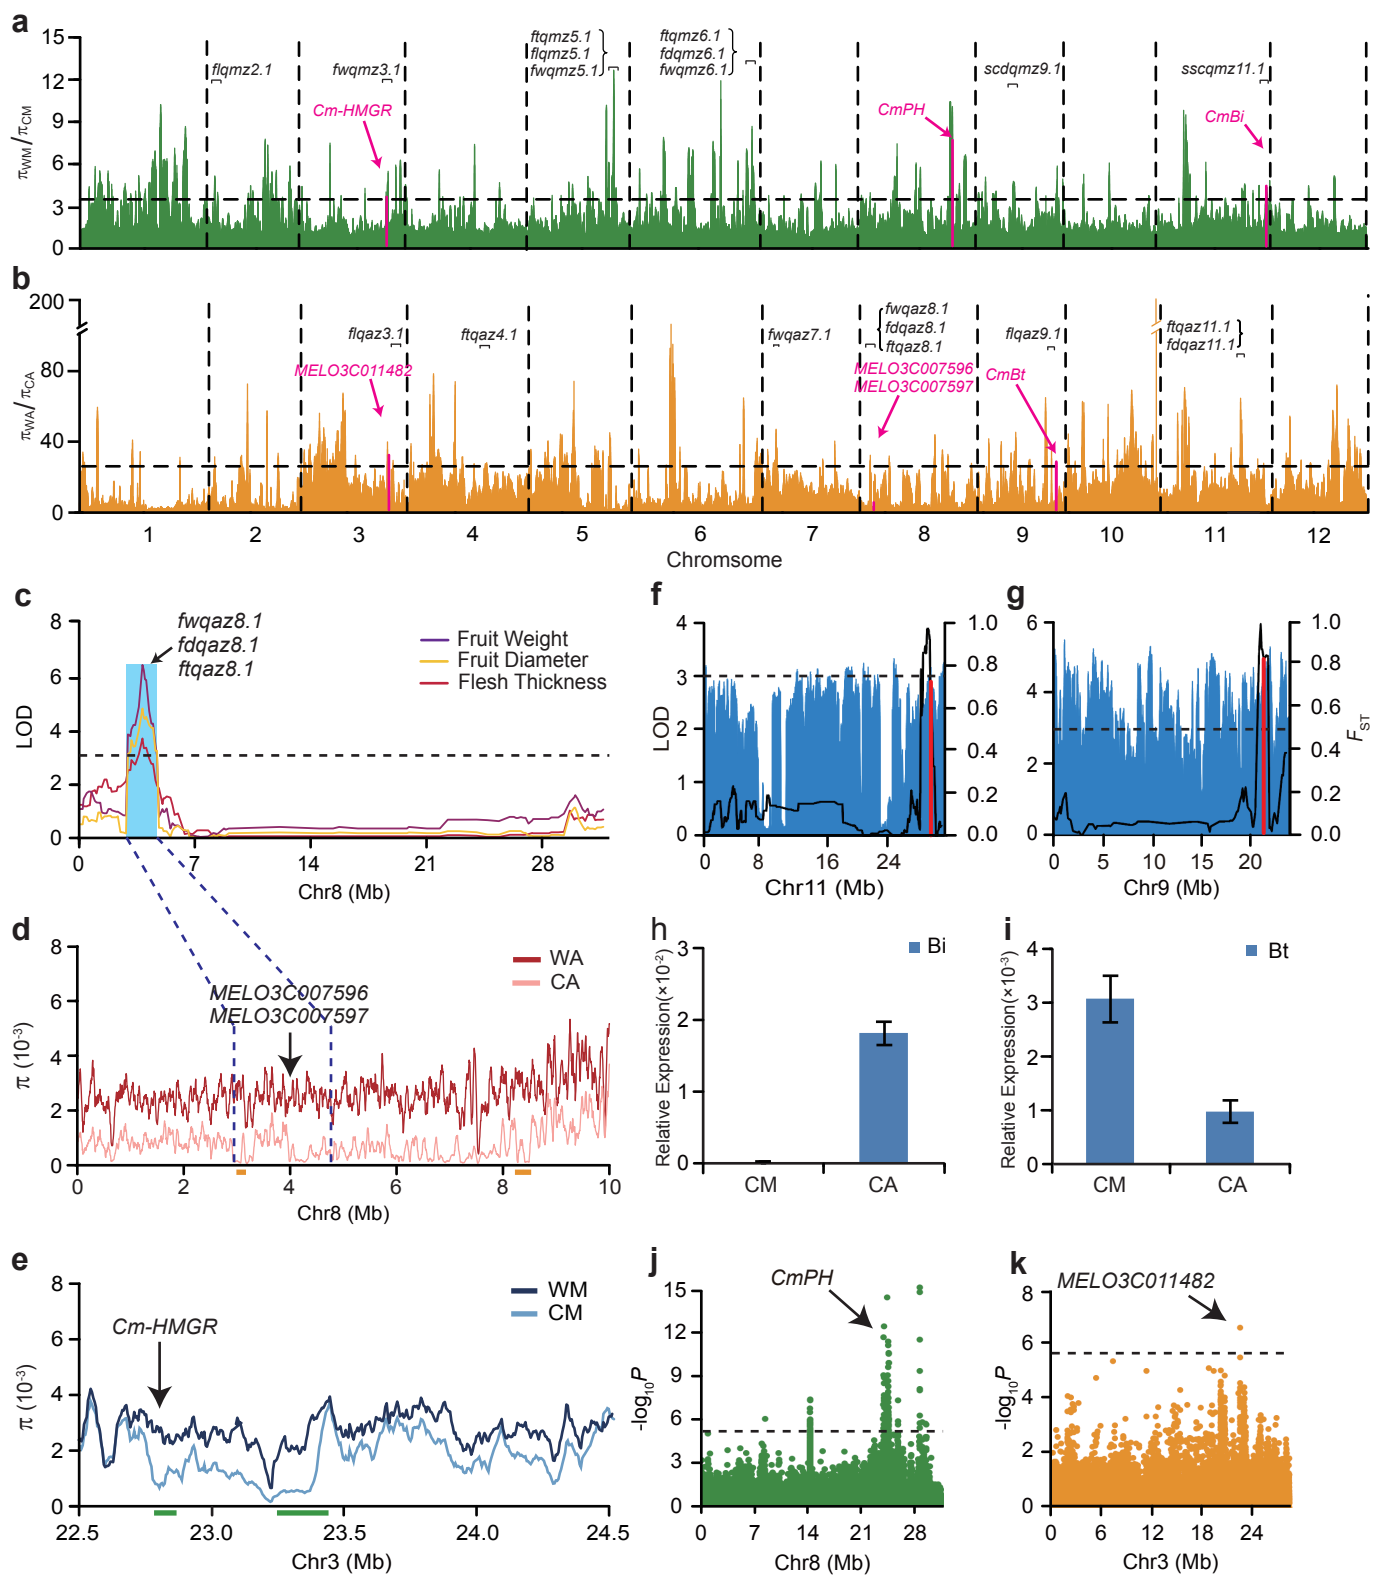 a
15
12
9
6
3
0
πWM/πCM
flqmz2.1
fwqmz3.1
Cm-HMGR
ftqmz5.1
flqmz5.1
fwqmz5.1
ftqmz6.1
fdqmz6.1
fwqmz6.1
CmPH
scdqmz9.1
sscqmz11.1
CmBi
b
200
80
40
0
πWA/πCA
flqaz3.1
MELO3C011482
ftqaz4.1
fwqaz7.1
fwqaz8.1
fdqaz8.1
ftqaz8.1
MELO3C007596
MELO3C007597
flqaz9.1
CmBt
ftqaz11.1
fdqaz11.1
1 2 3 4 5 6 7 8 9 10 11 12
Chromsome
c
8
6
4
2
0
LOD
fwqaz8.1
fdqaz8.1
ftqaz8.1
Fruit Weight
Fruit Diameter
Flesh Thickness
0 7 14 21 28
Chr8 (Mb)
f
4
3
2
1
0
LOD
1.0
0.8
0.6
0.4
0.2
0.0
0 8 16 24
Chr11 (Mb)
g
6
4
2
0
1.0
0.8
0.6
0.4
0.2
0.0
FST
0 5 10 15 20
Chr9 (Mb)
d
8
6
4
2
0
π (10-3)
WA
CA
MELO3C007596
MELO3C007597
0 2 4 6 8 10
Chr8 (Mb)
h
3
2
1
0
Relative Expression(×10-2)
Bi
CM CA
i
4
3
2
1
0
Relative Expression(×10-3)
Bt
CM CA
e
8
6
4
2
0
π (10-3)
WM
CM
Cm-HMGR
22.5 23.0 23.5 24.0 24.5
Chr3 (Mb)
j
15
12
9
6
3
0
-log10P
CmPH
0 7 14 21 28
Chr8 (Mb)
k
8
6
4
2
0
-log10P
MELO3C011482
0 6 12 18 24
Chr3 (Mb)